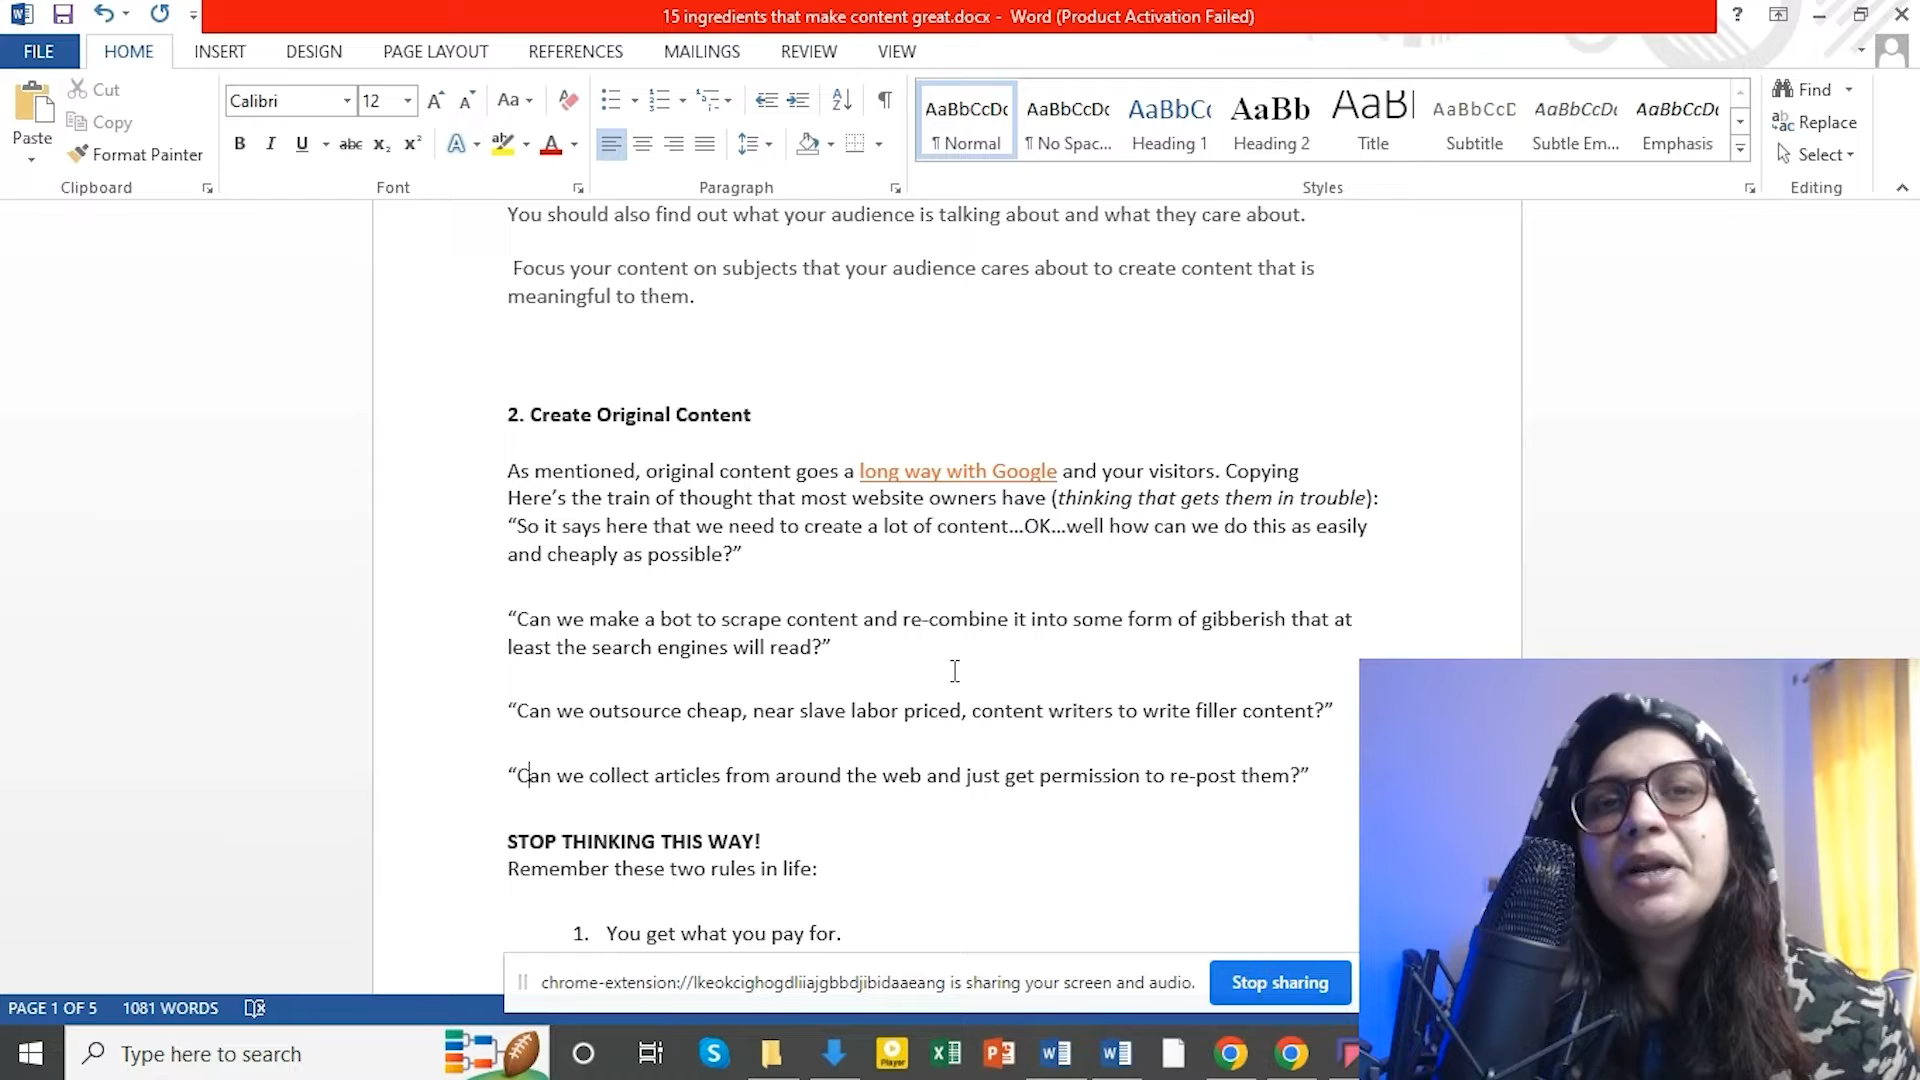 15 ingredients that make content great.docx - Word (Product Activation Failed)
?
FILE HOME INSERT DESIGN PAGE LAYOUT REFERENCES MAILINGS REVIEW VIEW
Paste
Cut
Copy
Format Painter
Clipboard
Calibri 12
Aa
B I U abc x₂ x²
A ab A
Font
A Z ¶
Paragraph
AaBbCcDc AaBbCcDc AaBbC AaBb AaB AaBbCcD AaBbCcDc AaBbCcDc
¶ Normal ¶ No Spac... Heading 1 Heading 2 Title Subtitle Subtle Em... Emphasis
Styles
Find
Replace
Select
Editing
You should also find out what your audience is talking about and what they care about.
Focus your content on subjects that your audience cares about to create content that is
meaningful to them.
2. Create Original Content
As mentioned, original content goes a long way with Google and your visitors. Copying
Here’s the train of thought that most website owners have (thinking that gets them in trouble):
“So it says here that we need to create a lot of content…OK…well how can we do this as easily
and cheaply as possible?”
“Can we make a bot to scrape content and re-combine it into some form of gibberish that at
least the search engines will read?”
“Can we outsource cheap, near slave labor priced, content writers to write filler content?”
“Can we collect articles from around the web and just get permission to re-post them?”
STOP THINKING THIS WAY!
Remember these two rules in life:
1. You get what you pay for.
chrome-extension://lkeokcighogdliiajgbbdjibidaaeang is sharing your screen and audio. Stop sharing
PAGE 1 OF 5 1081 WORDS
Type here to search
Player